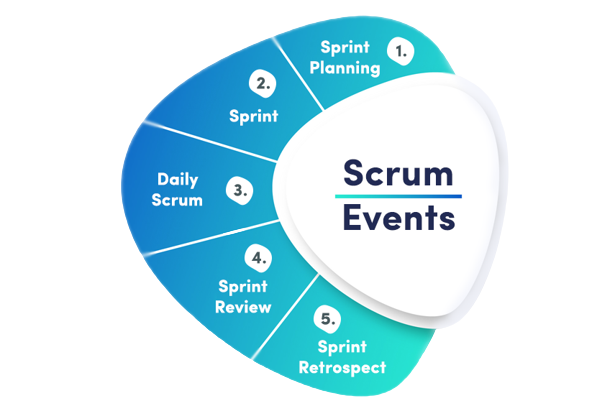 Sprint
Planning
1.
2.
Sprint
Daily
Scrum
3.
4.
Sprint
Review
5.
Sprint
Retrospect
Scrum
Events